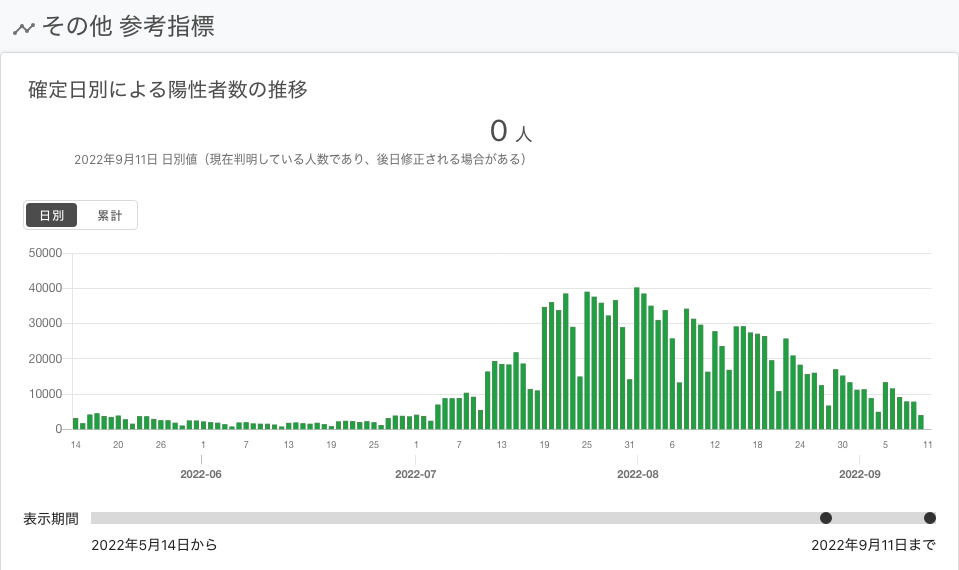 その他 参考指標
確定日別による陽性者数の推移
0 人
2022年9月11日 日別値（現在判明している人数であり、後日修正される場合がある）
日別 累計
50000
40000
30000
20000
10000
0
14 20 26 1 7 13 19 25 1 7 13 19 25 31 6 12 18 24 30 5 11
2022-06 2022-07 2022-08 2022-09
表示期間
2022年5月14日から 2022年9月11日まで